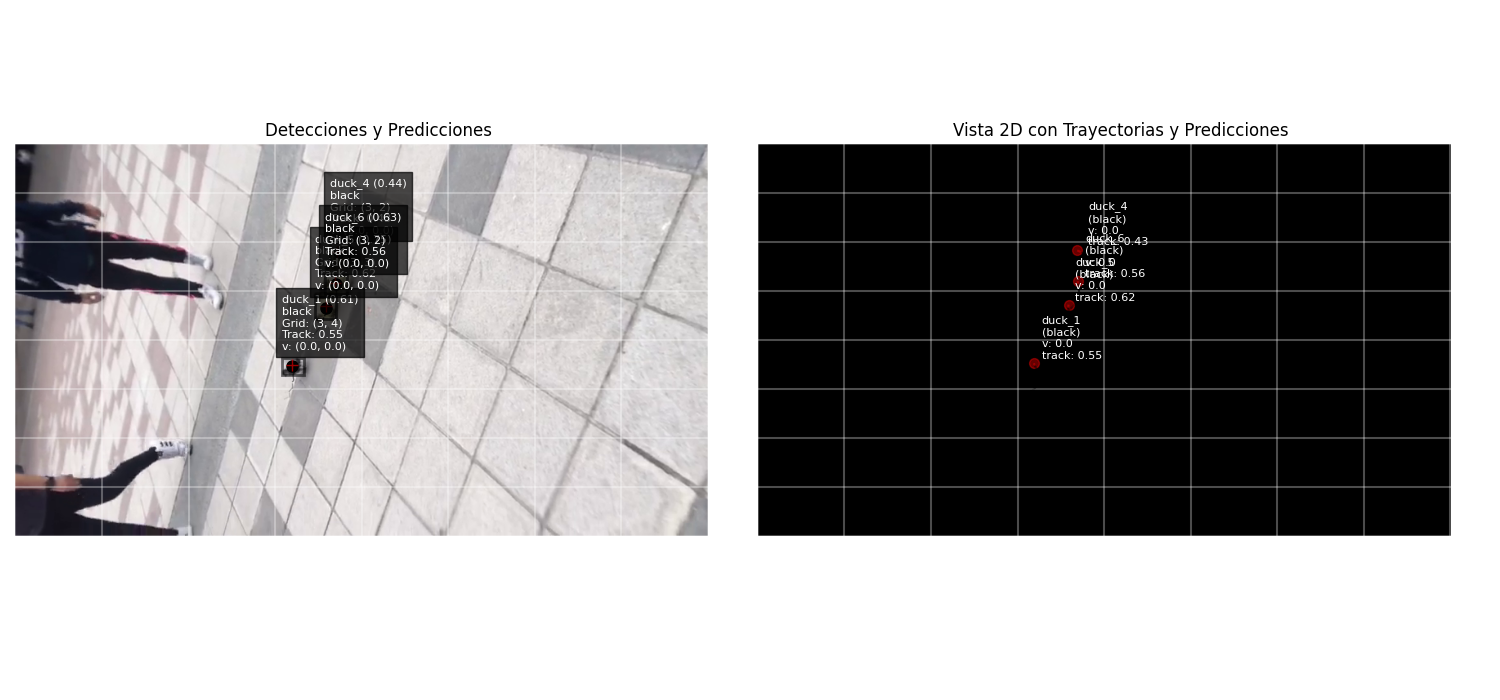 Detecciones y Predicciones
duck_4 (0.44)
black
Grid: (3, 2)
duck_6 (0.63)
black
Grid: (3, 2)
Track: 0.56
v: (0.0, 0.0)
Track: 0.62
v: (0.0, 0.0)
duck_1 (0.61)
black
Grid: (3, 4)
Track: 0.55
v: (0.0, 0.0)
Vista 2D con Trayectorias y Predicciones
duck_4
(black)
v: 0.0
track: 0.43
duck_6
(black)
v: 0.0
track: 0.56
(black)
v: 0.0
track: 0.62
duck_1
(black)
v: 0.0
track: 0.55